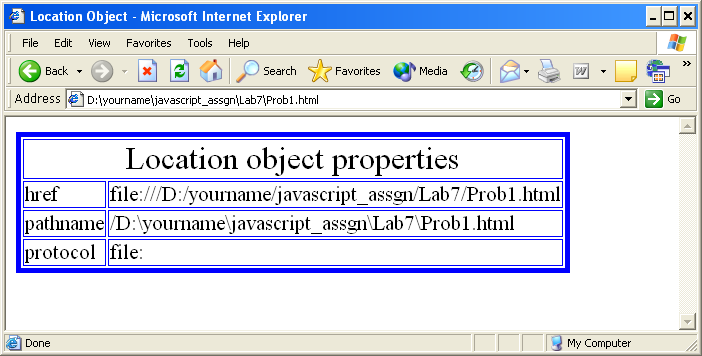 Location Object - Microsoft Internet Explorer
File Edit View Favorites Tools Help
Back Search Favorites Media
Address D:\yourname\javascript_assgn\Lab7\Prob1.html Go
Location object properties
href file:///D:/yourname/javascript_assgn/Lab7/Prob1.html
pathname /D:\yourname\javascript_assgn\Lab7\Prob1.html
protocol file:
Done My Computer